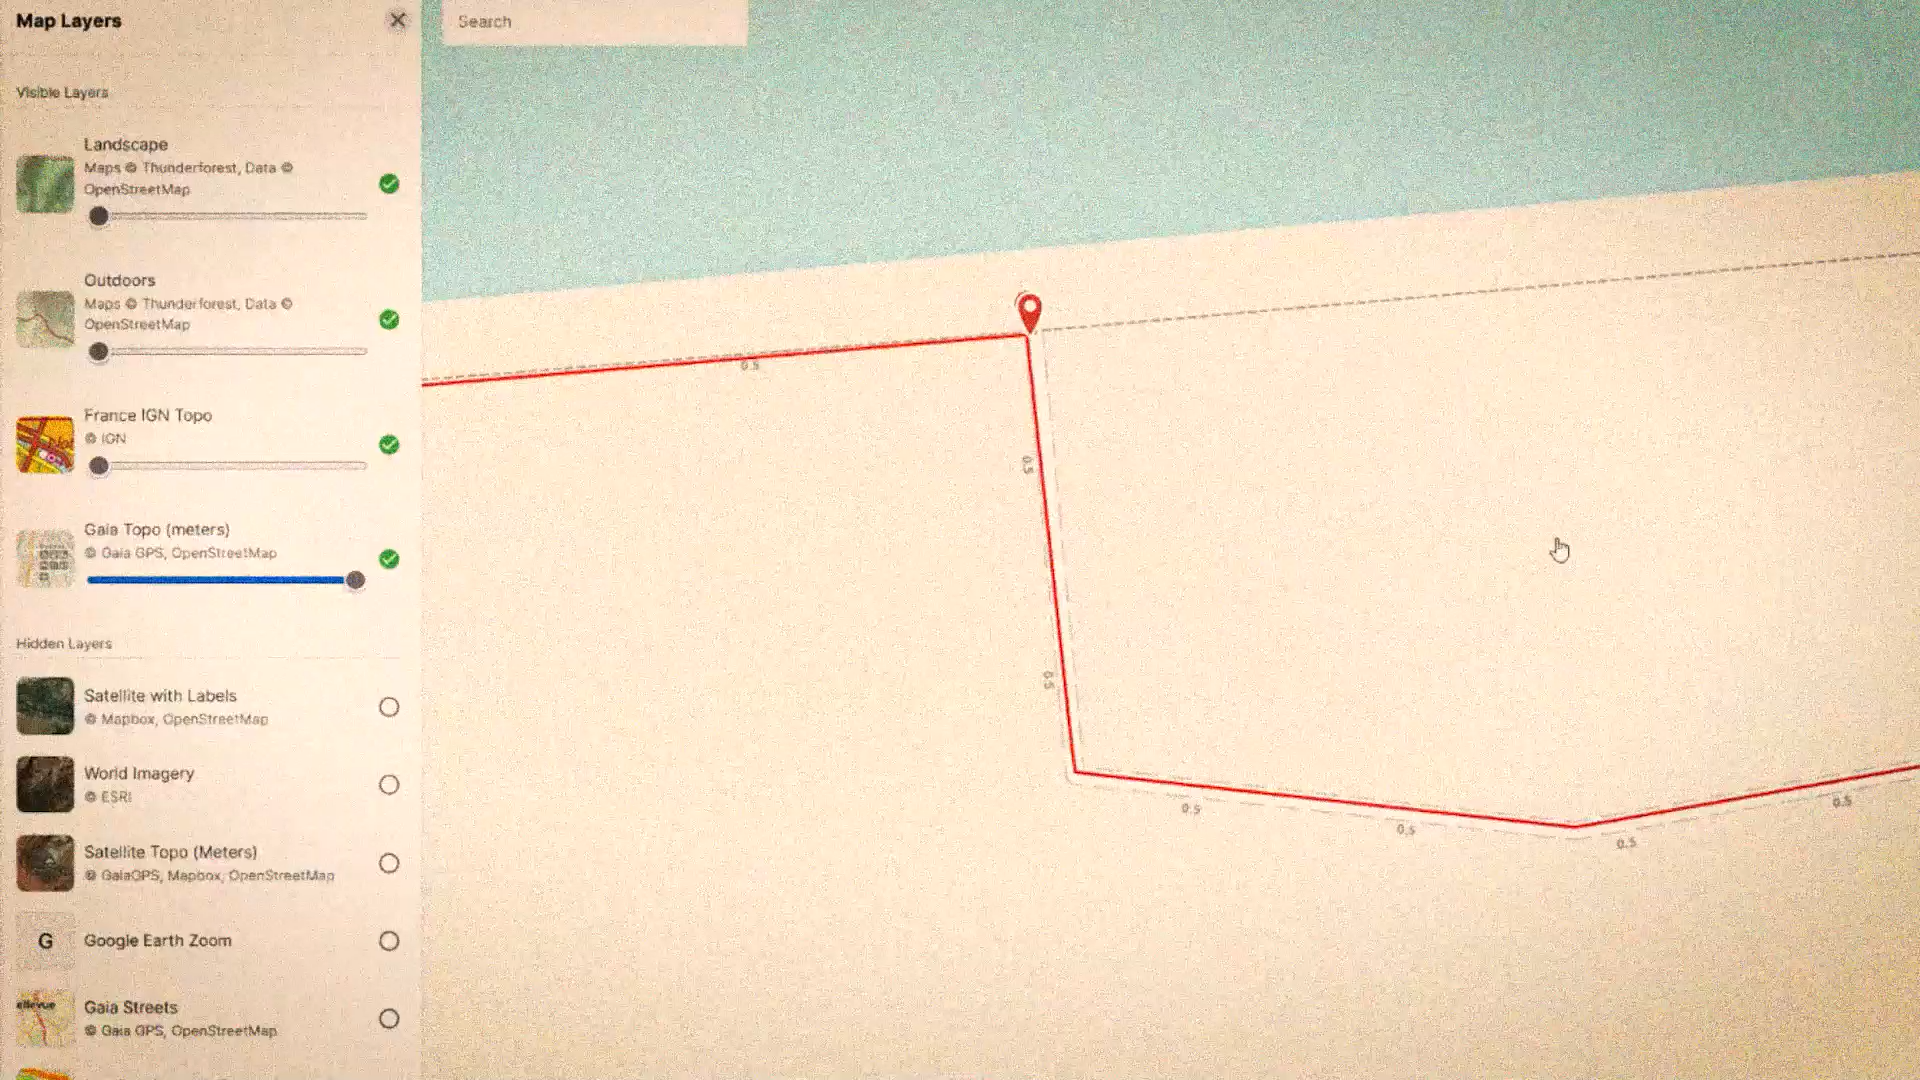 Map Layers
Search
Visible Layers
Landscape
Maps © Thunderforest, Data ©
OpenStreetMap
Outdoors
Maps © Thunderforest, Data ©
OpenStreetMap
France IGN Topo
© IGN
Gaia Topo (meters)
© Gaia GPS, OpenStreetMap
Hidden Layers
Satellite with Labels
© Mapbox, OpenStreetMap
World Imagery
© ESRI
Satellite Topo (Meters)
© GaiaGPS, Mapbox, OpenStreetMap
G
Google Earth Zoom
ellevue
Gaia Streets
© Gaia GPS, OpenStreetMap
0.5
0.5
0.5
0.5
0.5
0.5
0.5